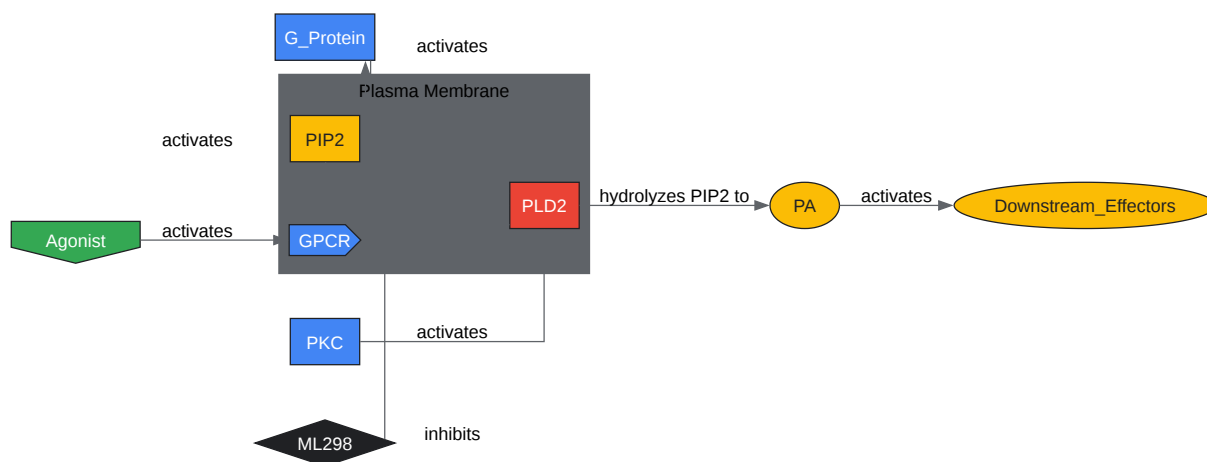 G_Protein
activates
Plasma Membrane
activates
PIP2
PLD2
hydrolyzes PIP2 to
PA
activates
Downstream_Effectors
Agonist
activates
GPCR
PKC
activates
ML298
inhibits